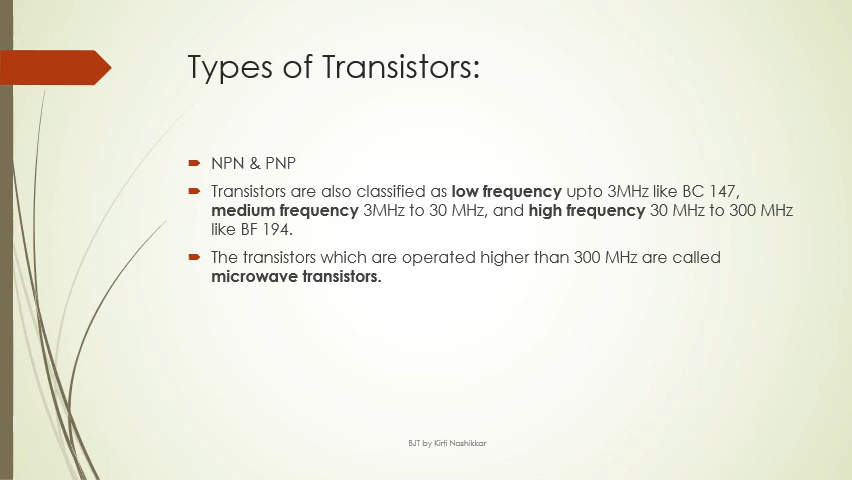 Types of Transistors:
NPN & PNP
Transistors are also classified as low frequency upto 3MHz like BC 147,
medium frequency 3MHz to 30 MHz, and high frequency 30 MHz to 300 MHz
like BF 194.
The transistors which are operated higher than 300 MHz are called
microwave transistors.
BJT by Kirti Nashikkar